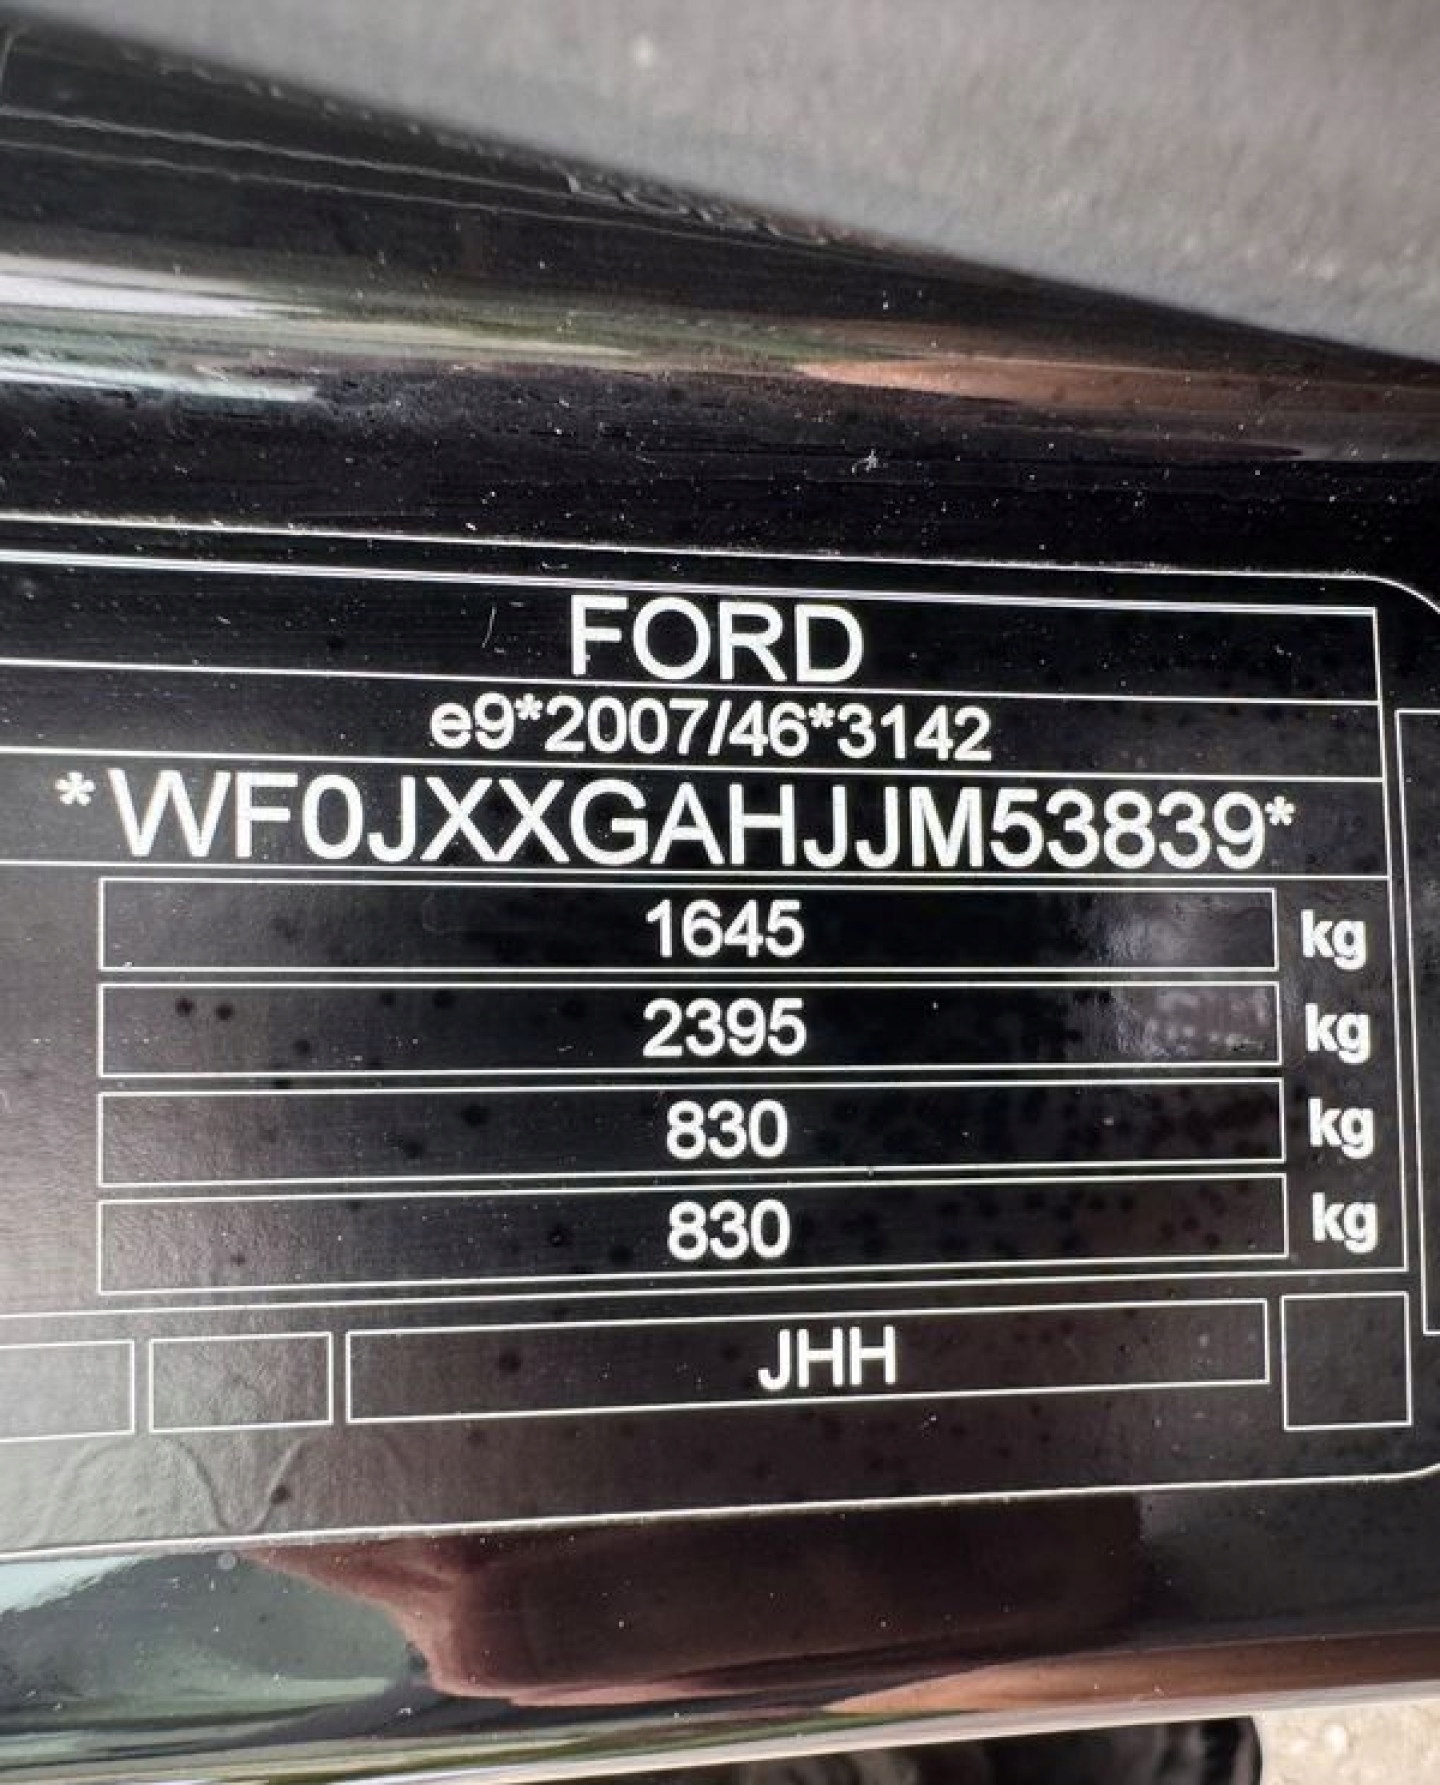 FORD
e9*2007/46*3142
*WF0JXXGAHJJM53839*
1645 kg
2395 kg
830 kg
830 kg
JHH